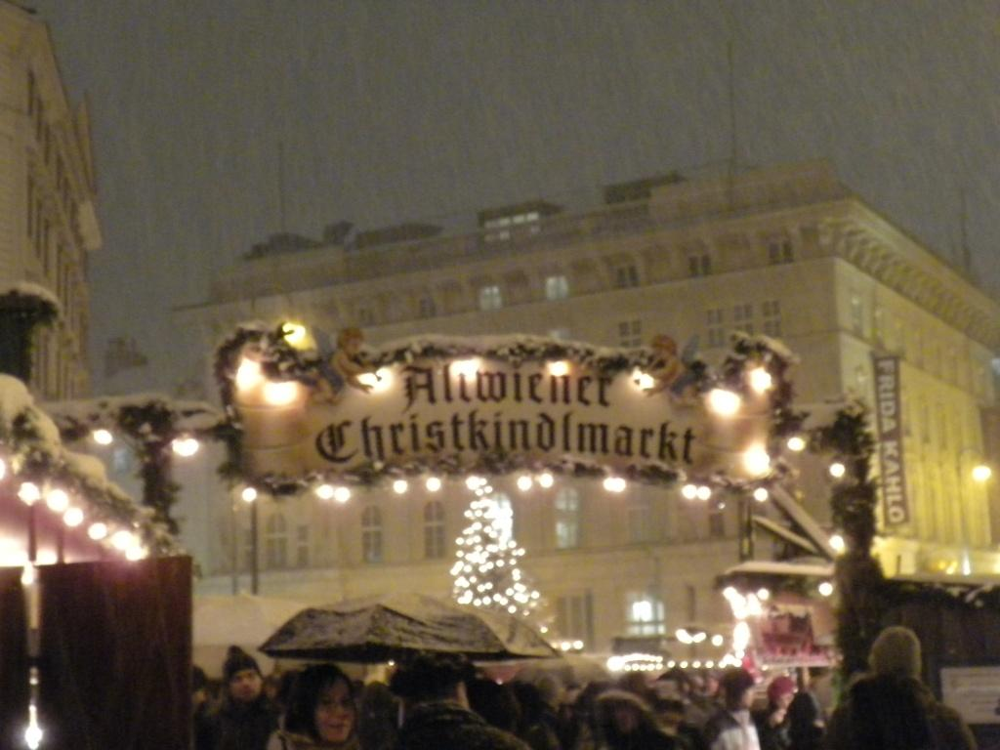 Altwiener
Christkindlmarkt
FRIDA KAHLO